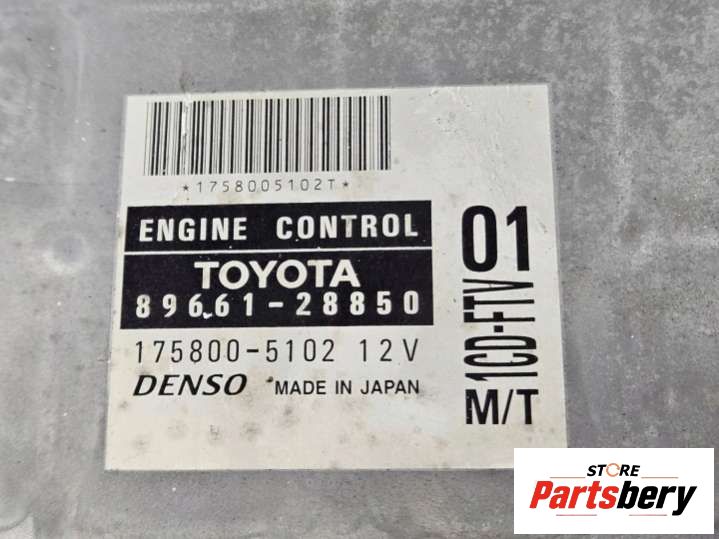 *1758005102T*
ENGINE CONTROL
TOYOTA
89661-28850
175800-5102 12V
DENSO MADE IN JAPAN
01
1CD-FTV
M/T
STORE
Partsbery